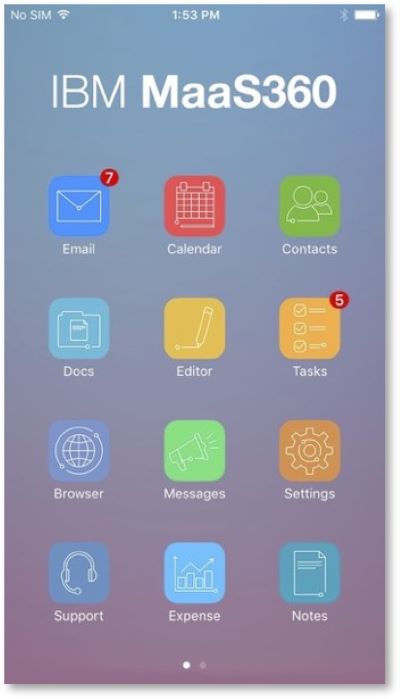 No SIM 1:53 PM
IBM MaaS360
7
Email Calendar Contacts
5
Docs Editor Tasks
Browser Messages Settings
Support Expense Notes